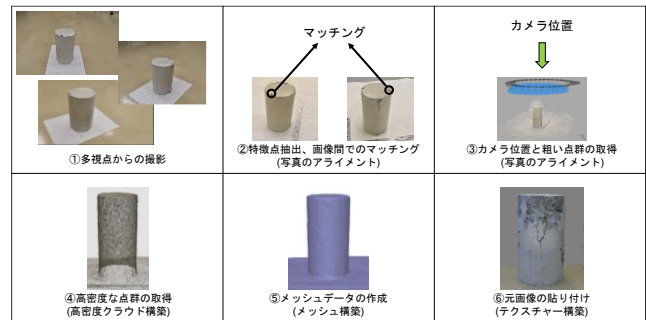 ①多視点からの撮影
マッチング
②特徴点抽出、画像間でのマッチング
(写真のアライメント)
カメラ位置
③カメラ位置と粗い点群の取得
(写真のアライメント)
④高密度な点群の取得
(高密度クラウド構築)
⑤メッシュデータの作成
(メッシュ構築)
⑥元画像の貼り付け
(テクスチャー構築)